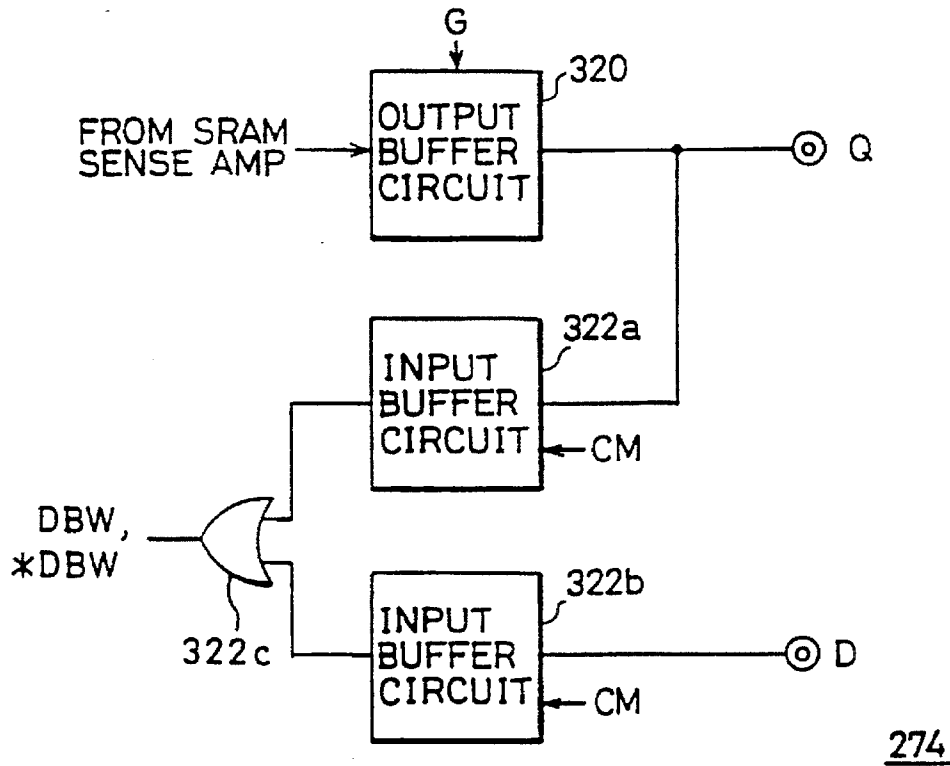 G
320
FROM SRAM
SENSE AMP
OUTPUT
BUFFER
CIRCUIT
Q
322a
INPUT
BUFFER
CIRCUIT
CM
DBW,
*DBW
322c
322b
INPUT
BUFFER
CIRCUIT
D
CM
274